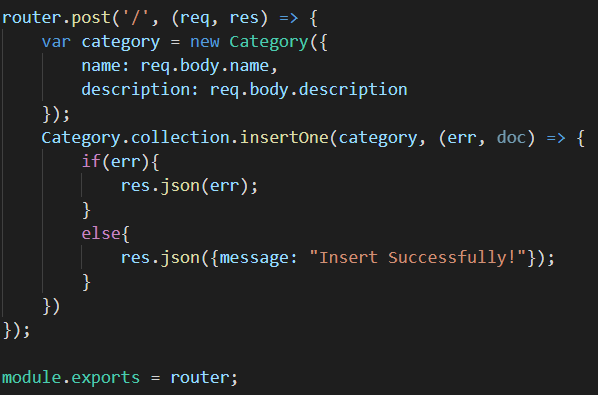 router.post('/', (req, res) => {
    var category = new Category({
        name: req.body.name,
        description: req.body.description
    });
    Category.collection.insertOne(category, (err, doc) => {
        if(err){
            res.json(err);
        }
        else{
            res.json({message: "Insert Successfully!"});
        }
    })
});

module.exports = router;